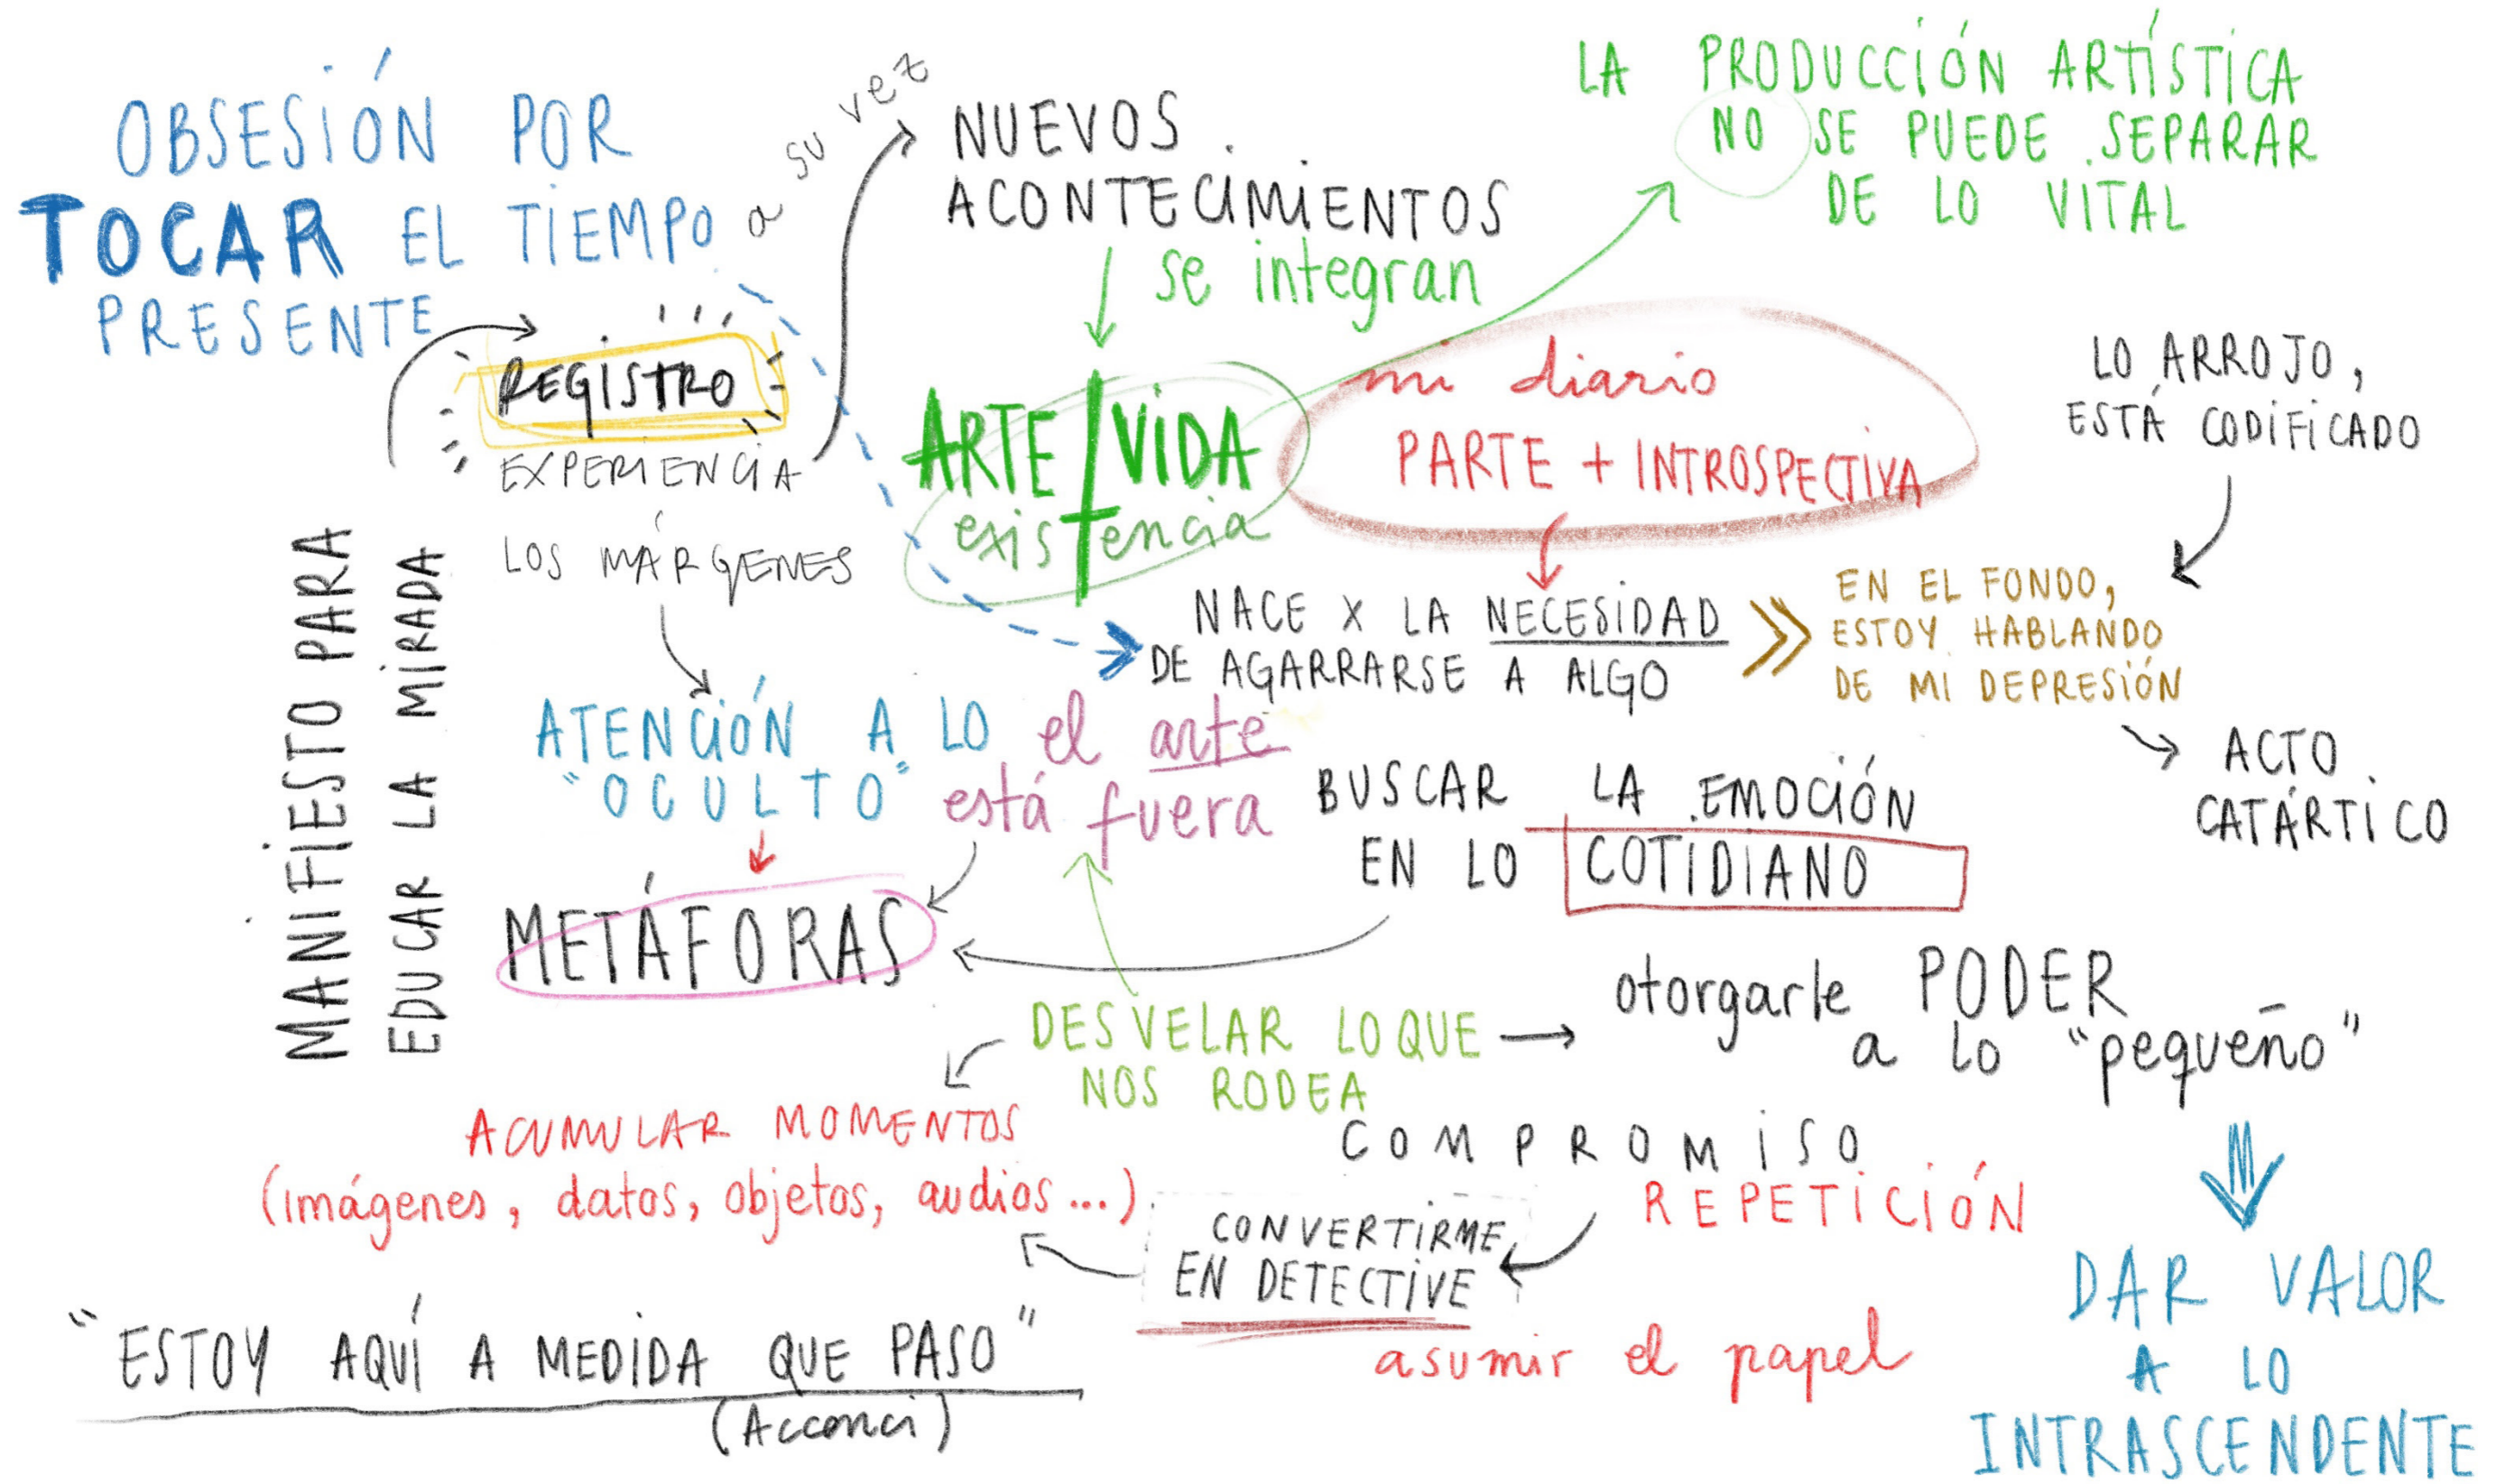 OBSESIÓN POR
TOCAR EL TIEMPO
PRESENTE
a su vez
NUEVOS
ACONTECIMIENTOS
se integran
LA PRODUCCIÓN ARTÍSTICA
NO SE PUEDE SEPARAR
DE LO VITAL
REGISTRO
EXPERIENCIA
LOS MÁRGENES
ARTE/VIDA
existencia
mi diario
PARTE + INTROSPECTIVA
LO ARROJO,
ESTÁ CODIFICADO
NACE X LA NECESIDAD
DE AGARRARSE A ALGO
EN EL FONDO,
ESTOY HABLANDO
DE MI DEPRESIÓN
ACTO
CATÁRTICO
MANIFIESTO PARA
EDUCAR LA MIRADA
ATENCIÓN A LO
"OCULTO"
el arte
está fuera
BUSCAR LA EMOCIÓN
EN LO COTIDIANO
METÁFORAS
DESVELAR LO QUE
NOS RODEA
otorgarle PODER
a lo "pequeño"
ACUMULAR MOMENTOS
(imágenes, datos, objetos, audios...)
COMPROMISO
REPETICIÓN
CONVERTIRME
EN DETECTIVE
asumir el papel
DAR VALOR
A LO
INTRASCENDENTE
"ESTOY AQUÍ A MEDIDA QUE PASO"
(Acconci)